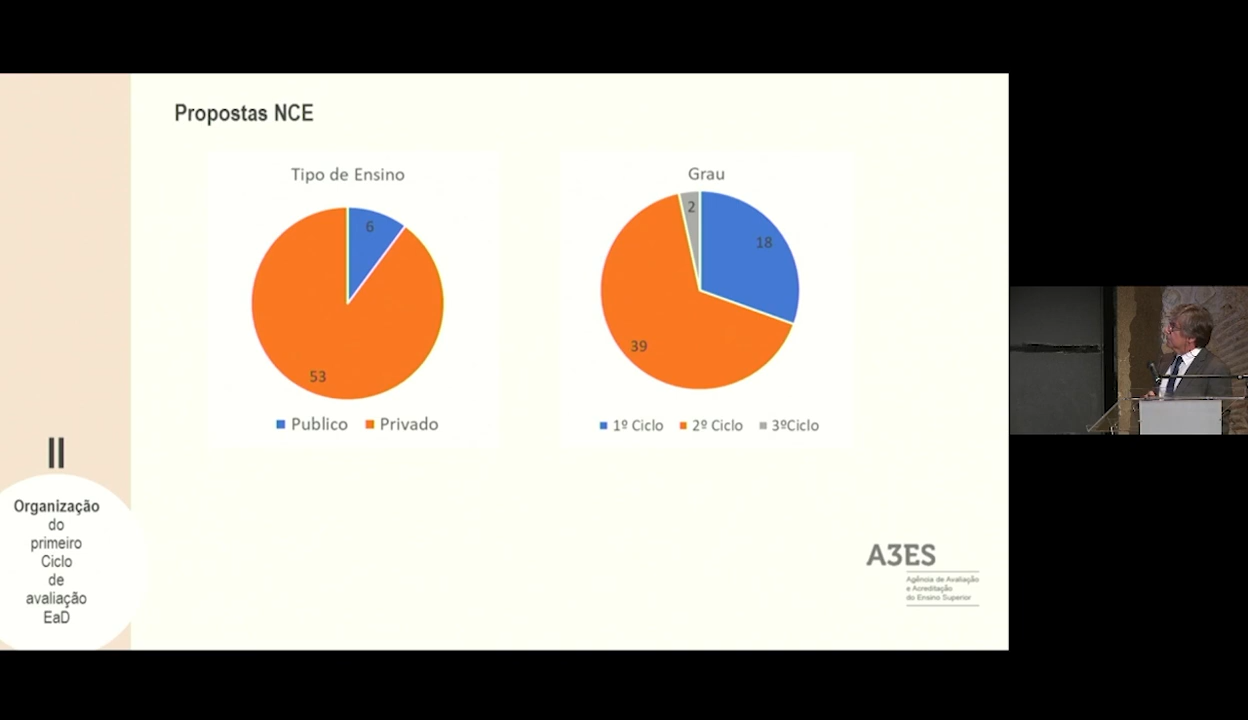 Propostas NCE
Tipo de Ensino
6
53
Publico Privado
Grau
2
18
39
1º Ciclo 2º Ciclo 3ºCiclo
II
Organização
do
primeiro
Ciclo
de
avaliação
EaD
A3ES
Agência de Avaliação
e Acreditação
do Ensino Superior